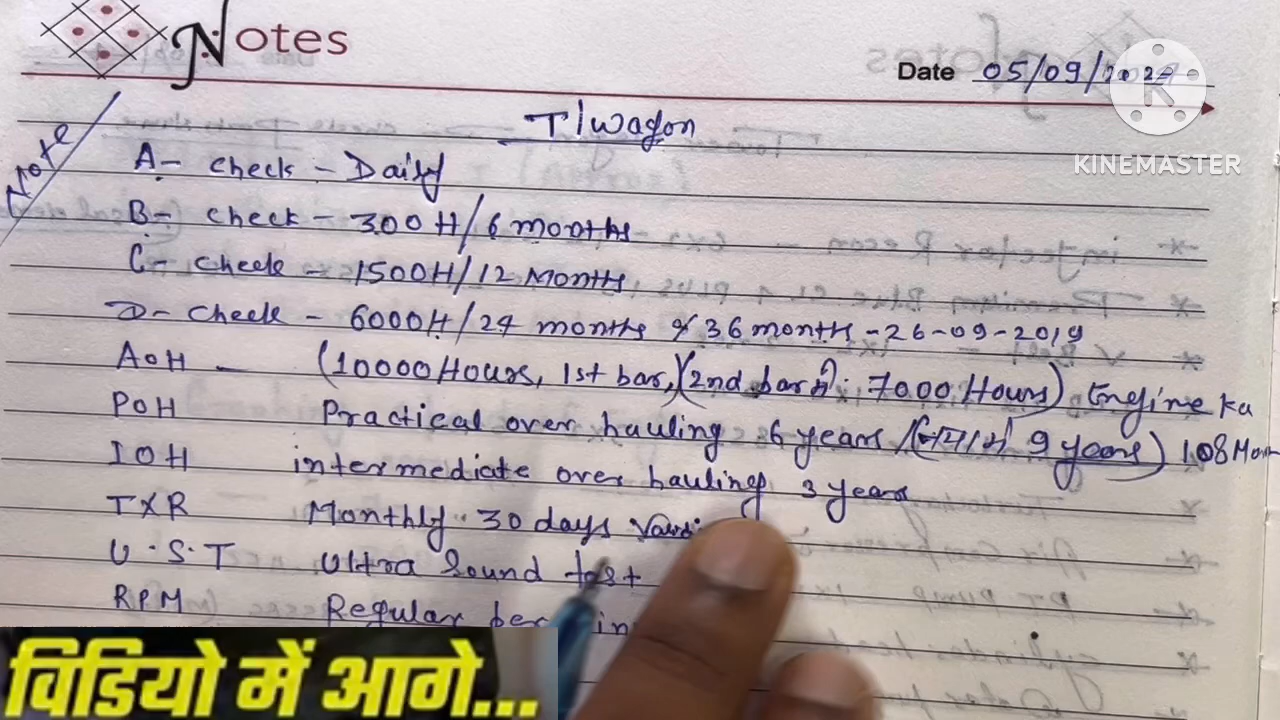 Notes
Date 05/09/2024
KINEMASTER
Note
T/wagon
A- check - Daily
B- check - 300 H/6 months
C- check - 1500H/12 Months
D- check - 6000H/24 months 36 month -26-09-2019
AOH - (10000 Hours, 1st bar,)(2nd bar में: 7000 Hours) Engine Ka
POH Practical over hauling 6 years 9 years) 108 Mon
IOH intermediate over hauling 3 years
TXR Monthly 30 days
U.S.T Ultra Sound test
RPM Regular
विडियो में आगे...